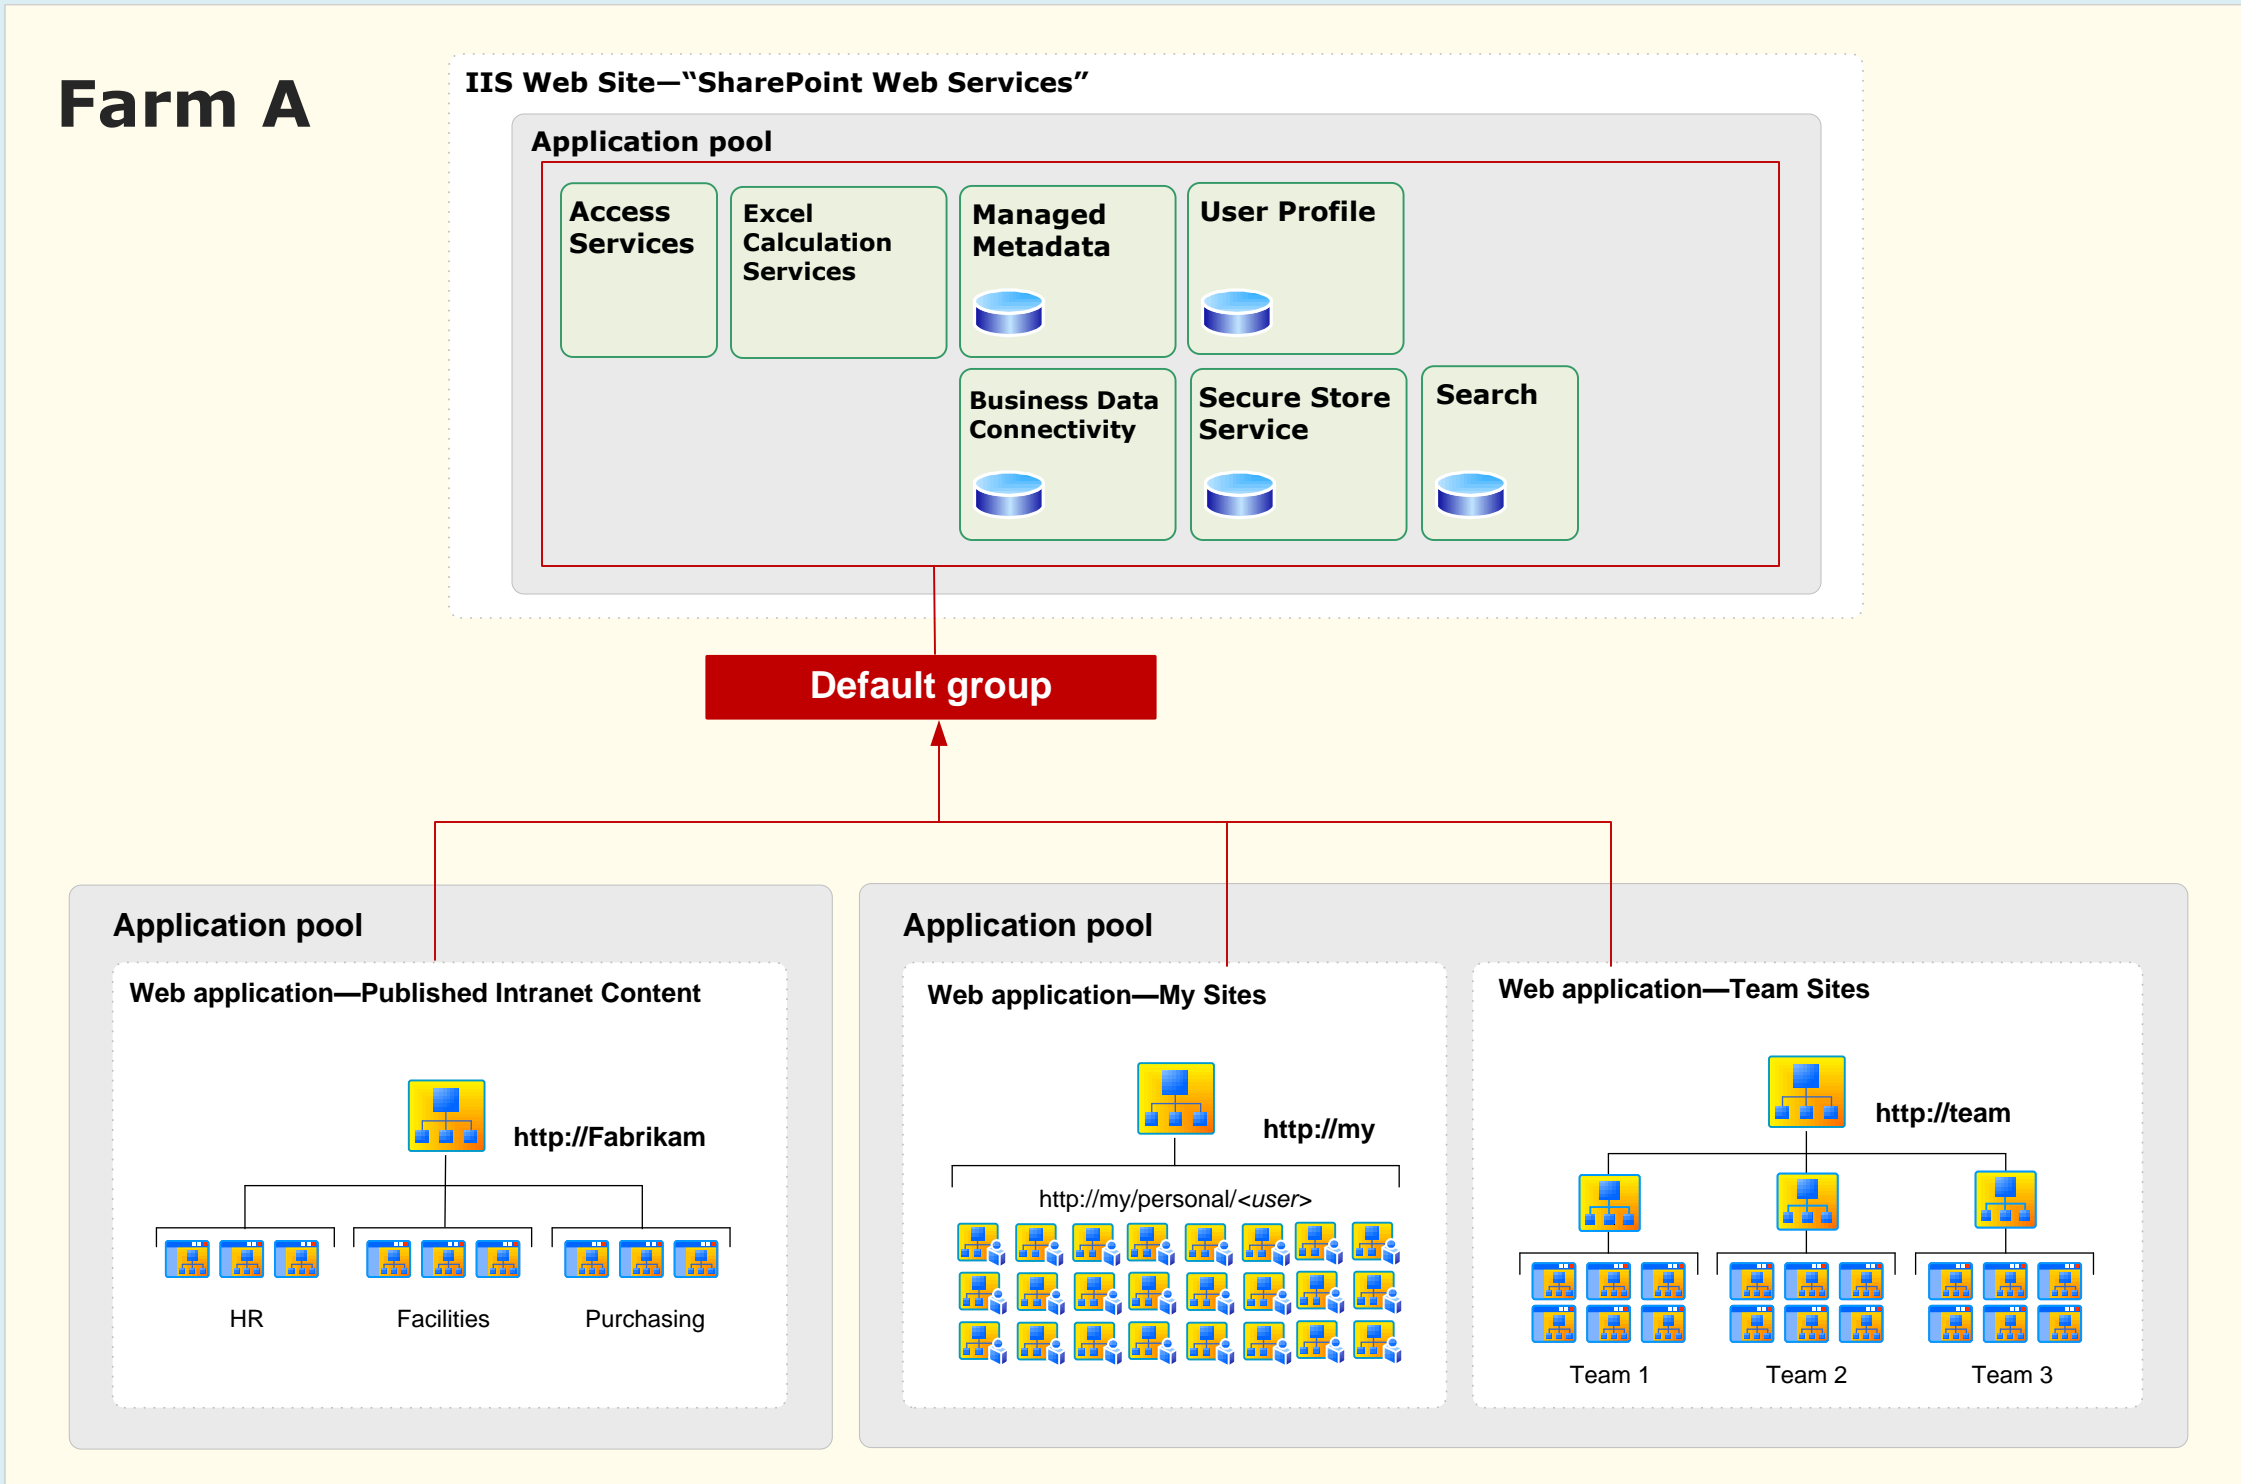 Farm A
IIS Web Site—“SharePoint Web Services”
Application pool
Access
Services
Excel
Calculation
Services
Managed
Metadata
User Profile
Business Data
Connectivity
Secure Store
Service
Search
Default group
Application pool
Web application—Published Intranet Content
http://Fabrikam
HR
Facilities
Purchasing
Application pool
Web application—My Sites
http://my
http://my/personal/<user>
Web application—Team Sites
http://team
Team 1
Team 2
Team 3